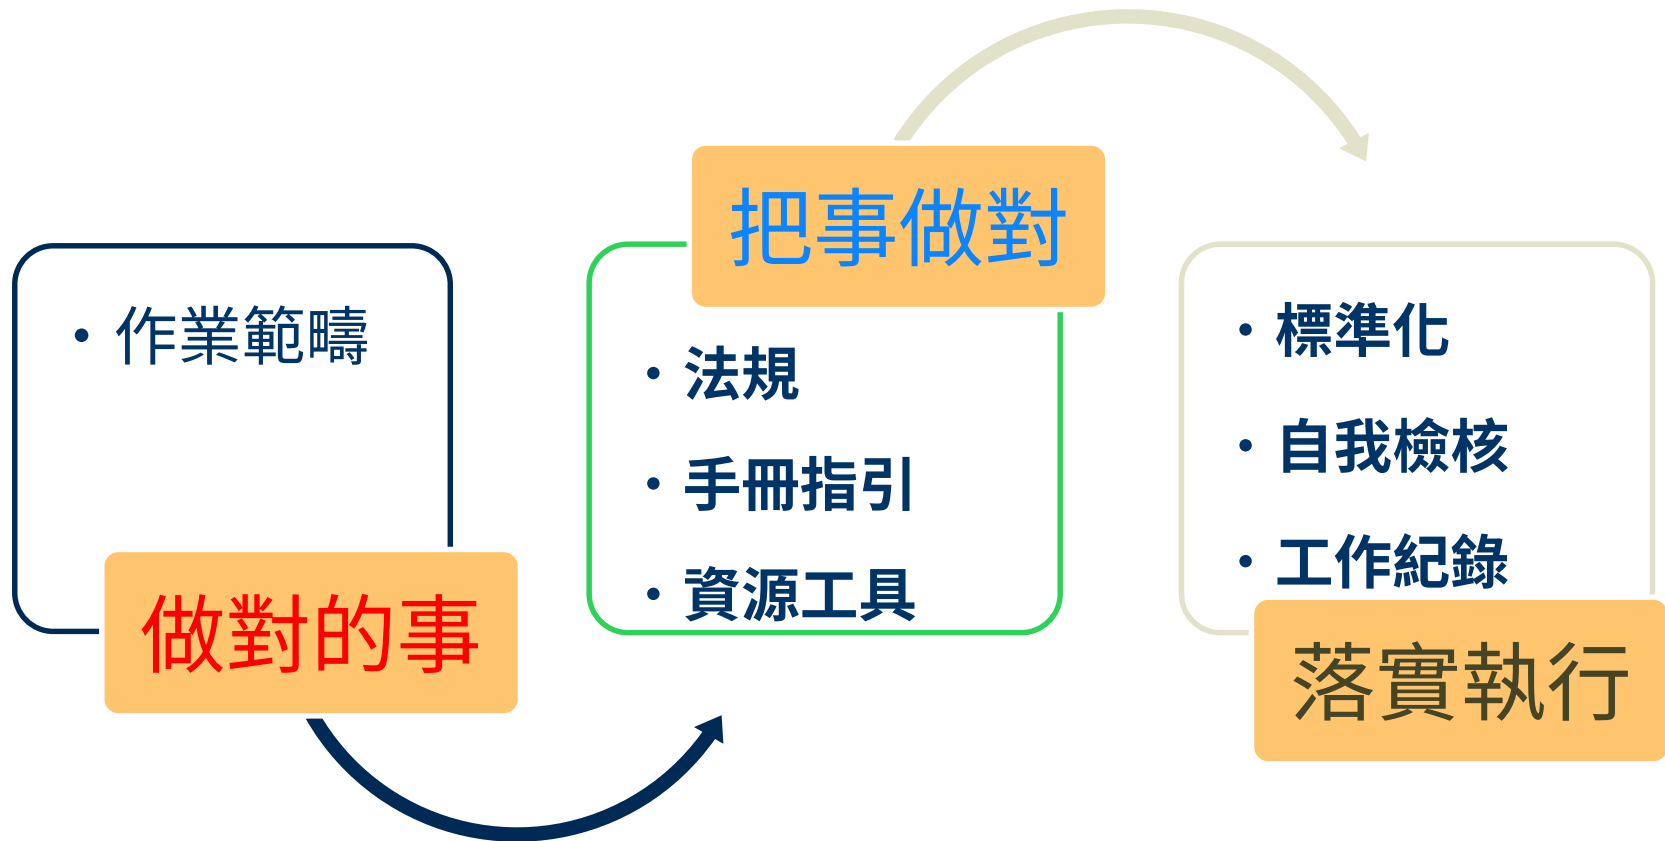 • 作業範疇
做對的事
把事做對
• 法規
• 手冊指引
• 資源工具
• 標準化
• 自我檢核
• 工作紀錄
落實執行